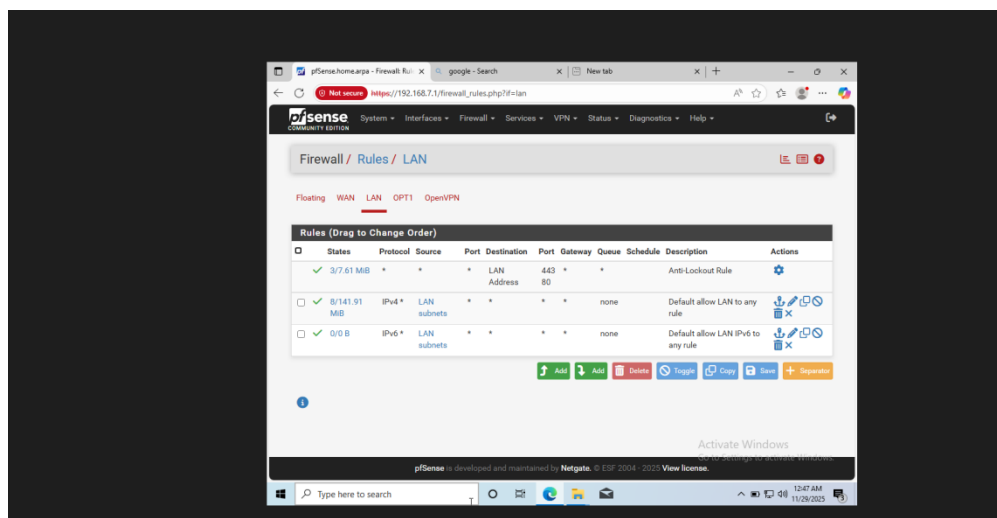 pfSense.home.arpa - Firewall: Rul
google - Search
New tab
Not secure https://192.168.7.1/firewall_rules.php?if=lan
pfsense System Interfaces Firewall Services VPN Status Diagnostics Help
COMMUNITY EDITION
Firewall / Rules / LAN
Floating WAN LAN OPT1 OpenVPN
Rules (Drag to Change Order)
States Protocol Source Port Destination Port Gateway Queue Schedule Description Actions
3/7.61 MiB * * * LAN Address 443 80 * * Anti-Lockout Rule
8/141.91 MiB IPv4 * LAN subnets * * * * none Default allow LAN to any rule
0/0 B IPv6 * LAN subnets * * * * none Default allow LAN IPv6 to any rule
Add Add Delete Toggle Copy Save Separator
Activate Windows
Go to Settings to activate Windows.
pfSense is developed and maintained by Netgate. © ESF 2004 - 2025 View license.
Type here to search
12:47 AM
11/29/2025